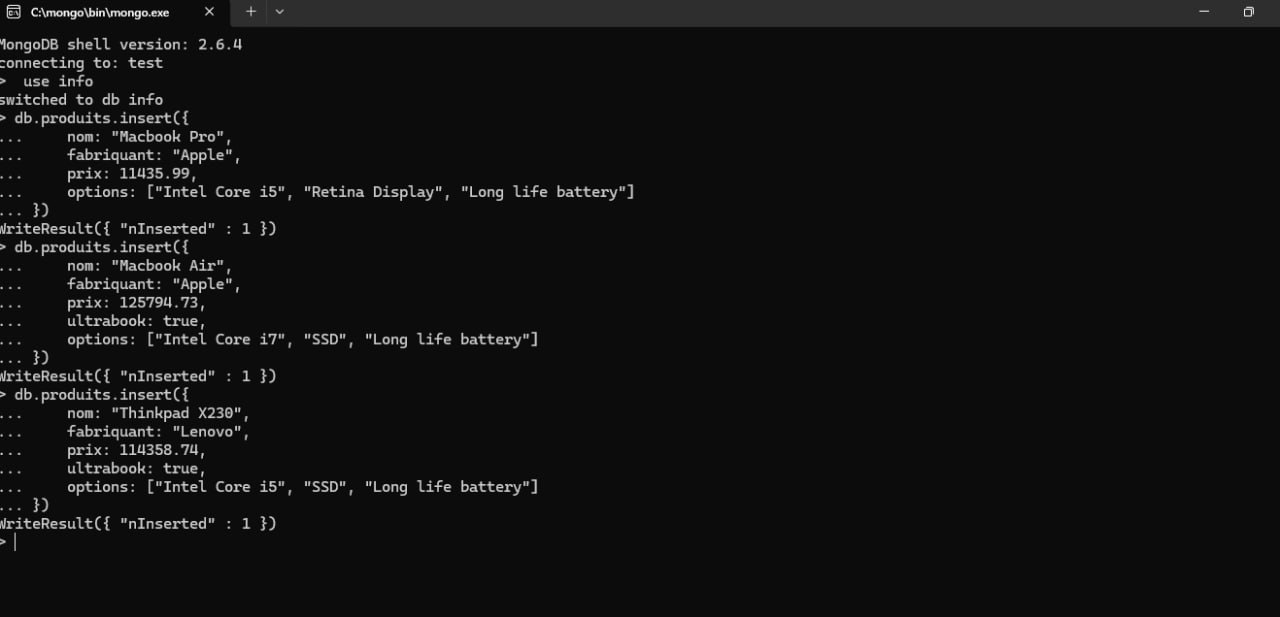 C:\mongo\bin\mongo.exe
MongoDB shell version: 2.6.4
connecting to: test
>  use info
switched to db info
> db.produits.insert({
...     nom: "Macbook Pro",
...     fabriquant: "Apple",
...     prix: 11435.99,
...     options: ["Intel Core i5", "Retina Display", "Long life battery"]
... })
WriteResult({ "nInserted" : 1 })
> db.produits.insert({
...     nom: "Macbook Air",
...     fabriquant: "Apple",
...     prix: 125794.73,
...     ultrabook: true,
...     options: ["Intel Core i7", "SSD", "Long life battery"]
... })
WriteResult({ "nInserted" : 1 })
> db.produits.insert({
...     nom: "Thinkpad X230",
...     fabriquant: "Lenovo",
...     prix: 114358.74,
...     ultrabook: true,
...     options: ["Intel Core i5", "SSD", "Long life battery"]
... })
WriteResult({ "nInserted" : 1 })
>